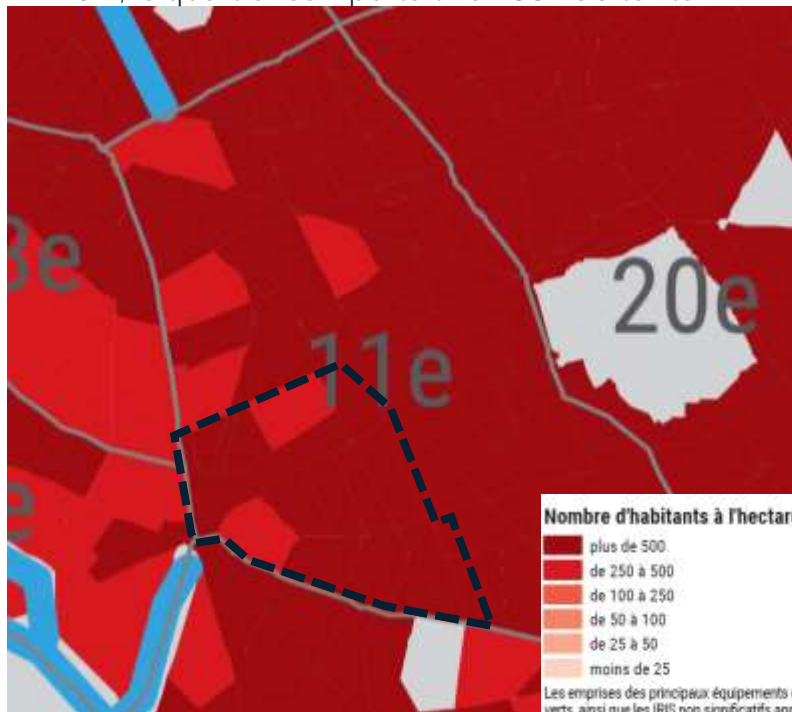 3e
20e
11e
e
Nombre d'habitants à l'hectare
plus de 500
de 250 à 500
de 100 à 250
de 50 à 100
de 25 à 50
moins de 25
Les emprises des principaux équipements
verts, ainsi que les IRIS non significatifs